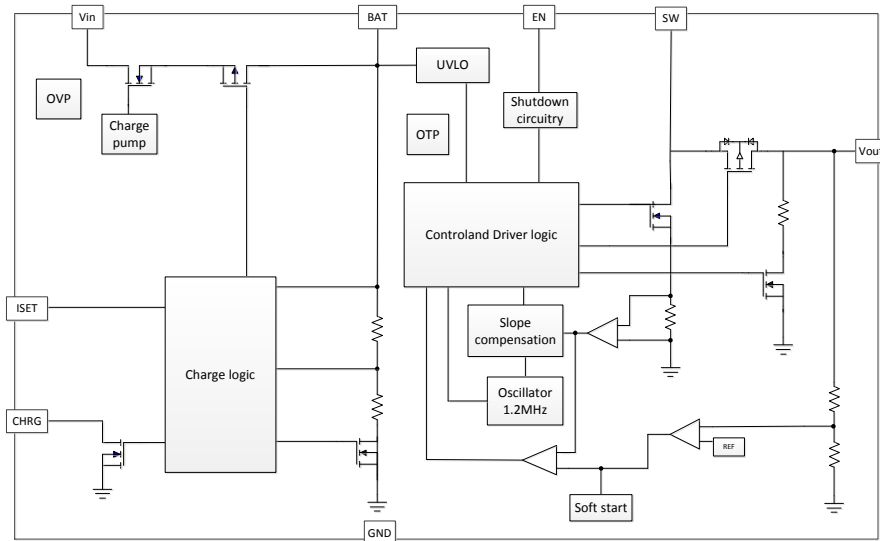 Vin
BAT
EN
SW
OVP
UVLO
Charge
pump
OTP
Shutdown
circuitry
Vout
Controland Driver logic
ISET
Slope
compensation
Charge logic
Oscillator
1.2MHz
CHRG
REF
Soft start
GND